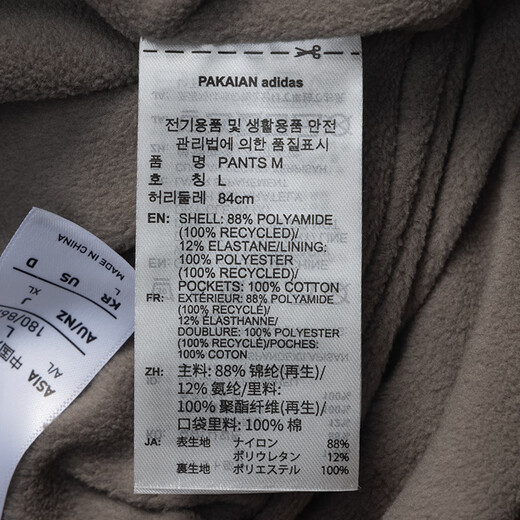 PAKAIAN adidas
전기용품 및 생활용품 안전
관리법에 의한 품질표시
품 명 PANTS M
호 칭 L
허리둘레 84cm
EN: SHELL: 88% POLYAMIDE
(100% RECYCLED)/
12% ELASTANE/LINING:
100% POLYESTER
(100% RECYCLED)/
POCKETS: 100% COTTON
FR: EXTÉRIEUR: 88% POLYAMIDE
(100% RECYCLÉ)/
12% ÉLASTHANNE/
DOUBLURE: 100% POLYESTER
(100% RECYCLÉ)/POCHES:
100% COTON
ZH: 主料: 88% 锦纶(再生)/
12% 氨纶/里料:
100% 聚酯纤维(再生)/
口袋里料: 100% 棉
JA: 表生地 ナイロン 88%
ポリウレタン 12%
裏生地 ポリエステル 100%
MADE IN CHINA
KR L
US D
AU/NZ XL J
ASIA 中国
A/L L